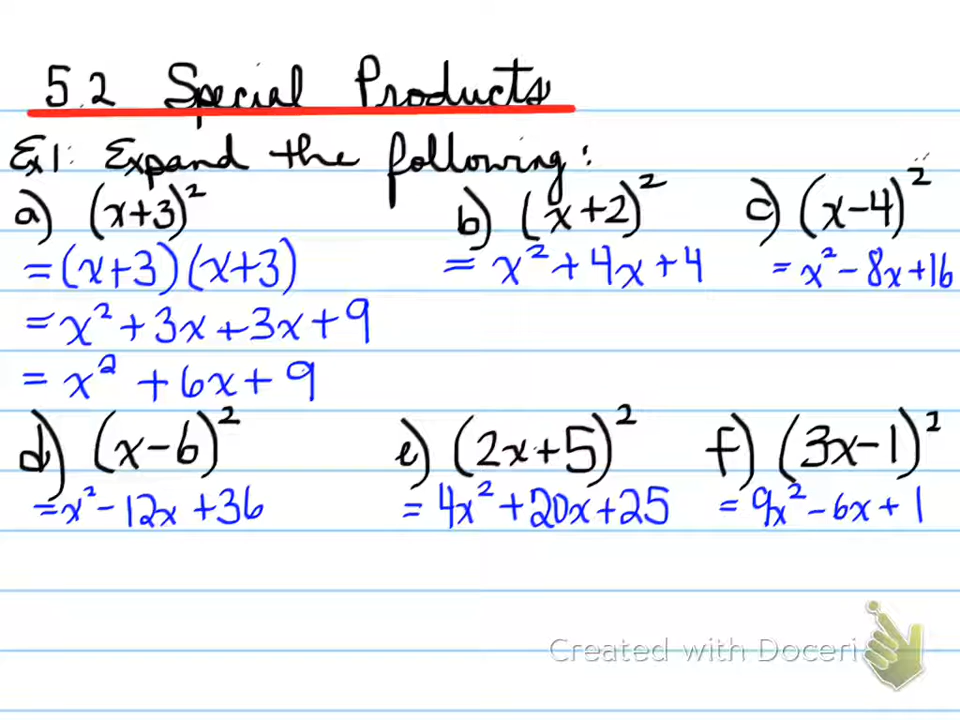 5.2 Special Products
Ex1: Expand the following:
a) (x+3)² b) (x+2)² c) (x-4)²
= (x+3)(x+3) = x² + 4x + 4 = x² - 8x + 16
= x² + 3x + 3x + 9
= x² + 6x + 9
d) (x-6)² e) (2x+5)² f) (3x-1)²
= x² - 12x + 36 = 4x² + 20x + 25 = 9x² - 6x + 1
Created with Doceri